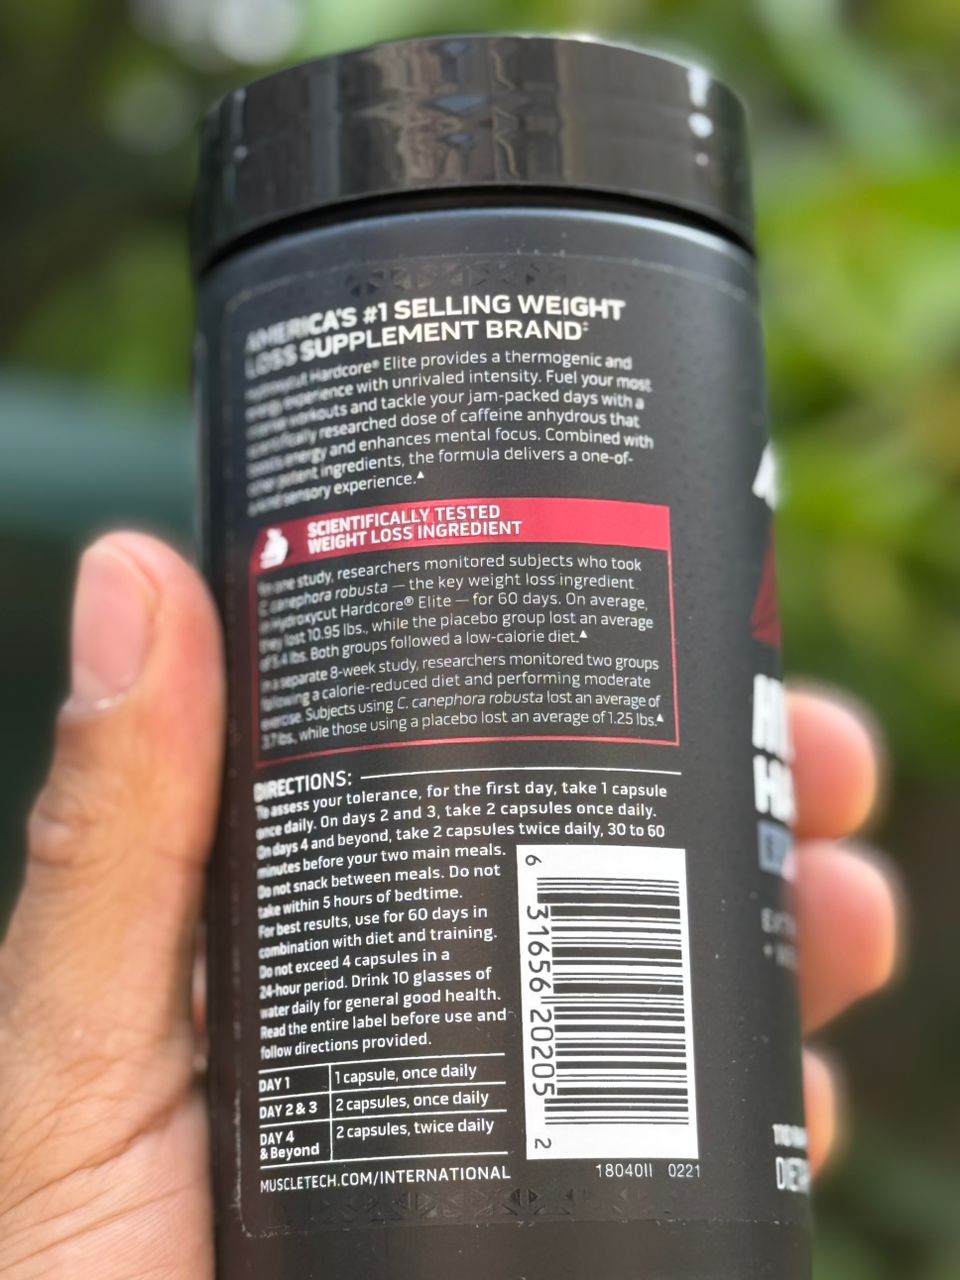 AMERICA'S #1 SELLING WEIGHT
LOSS SUPPLEMENT BRAND‡
Hydroxycut Hardcore® Elite provides a thermogenic and
energy experience with unrivaled intensity. Fuel your most
intense workouts and tackle your jam-packed days with a
scientifically researched dose of caffeine anhydrous that
boosts energy and enhances mental focus. Combined with
other potent ingredients, the formula delivers a one-of-
a-kind sensory experience.▲
SCIENTIFICALLY TESTED
WEIGHT LOSS INGREDIENT
In one study, researchers monitored subjects who took
C. canephora robusta — the key weight loss ingredient
in Hydroxycut Hardcore® Elite — for 60 days. On average,
they lost 10.95 lbs., while the placebo group lost an average
of 5.4 lbs. Both groups followed a low-calorie diet.▲
In a separate 8-week study, researchers monitored two groups
following a calorie-reduced diet and performing moderate
exercise. Subjects using C. canephora robusta lost an average of
3.7 lbs., while those using a placebo lost an average of 1.25 lbs.▲
DIRECTIONS:
To assess your tolerance, for the first day, take 1 capsule
once daily. On days 2 and 3, take 2 capsules once daily.
On days 4 and beyond, take 2 capsules twice daily, 30 to 60
minutes before your two main meals.
Do not snack between meals. Do not
take within 5 hours of bedtime.
For best results, use for 60 days in
combination with diet and training.
Do not exceed 4 capsules in a
24-hour period. Drink 10 glasses of
water daily for general good health.
Read the entire label before use and
follow directions provided.
DAY 1 1 capsule, once daily
DAY 2 & 3 2 capsules, once daily
DAY 4
& Beyond 2 capsules, twice daily
MUSCLETECH.COM/INTERNATIONAL
6 31656 20205 2
1804011 0221